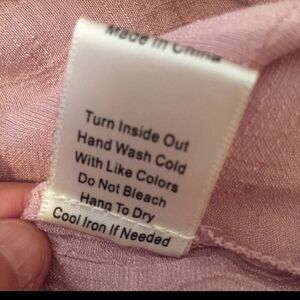 Made in China
Turn Inside Out
Hand Wash Cold
With Like Colors
Do Not Bleach
Hang To Dry
Cool Iron If Needed